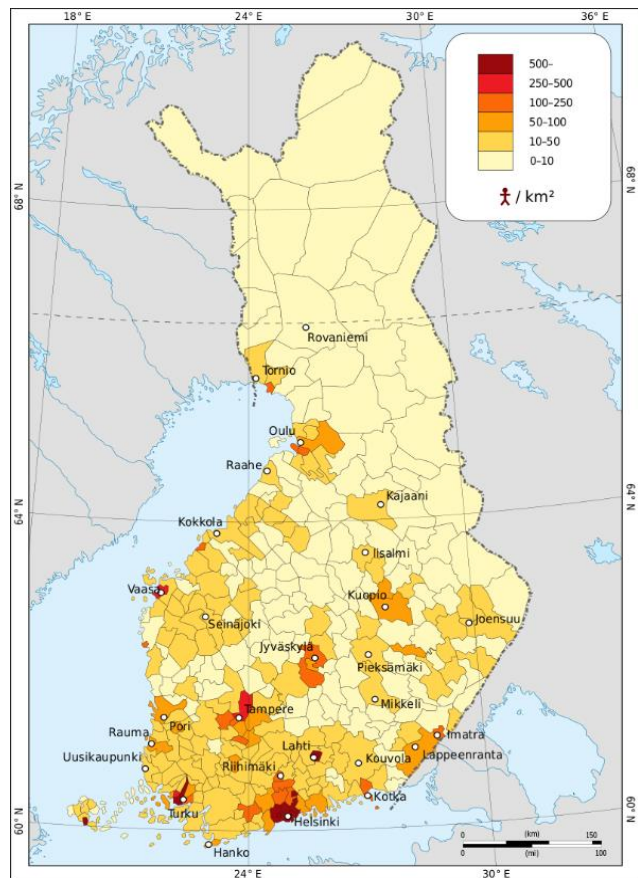 18° E
24° E
30° E
36° E
500–
250–500
100–250
50–100
10–50
0–10
/ km²
68° N
68° N
Rovaniemi
Tornio
Oulu
Raahe
64° N
64° N
Kajaani
Kokkola
Iisalmi
Vaasa
Kuopio
Seinäjoki
Joensuu
Jyväskylä
Pieksämäki
Tampere
Mikkeli
Pori
Rauma
Imatra
Lahti
Lappeenranta
Uusikaupunki
Kouvola
Riihimäki
Kotka
Turku
Helsinki
60° N
60° N
Hanko
0 (km) 150
0 (mi) 100
24° E
30° E